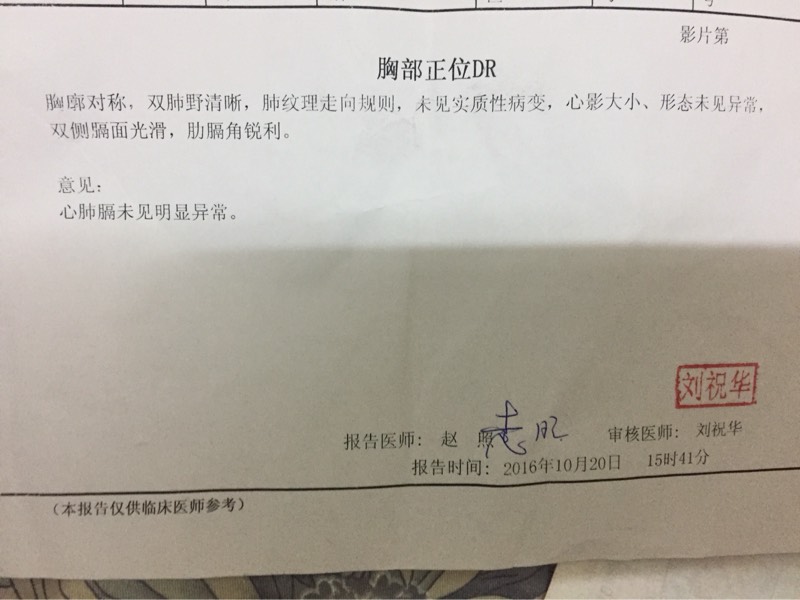 影片第
胸部正位DR
胸廓对称，双肺野清晰，肺纹理走向规则，未见实质性病变，心影大小、形态未见异常，
双侧膈面光滑，肋膈角锐利。
意见：
心肺膈未见明显异常。
刘祝华
报告医师： 赵 照 审核医师： 刘祝华
报告时间：2016年10月20日 15时41分
（本报告仅供临床医师参考）